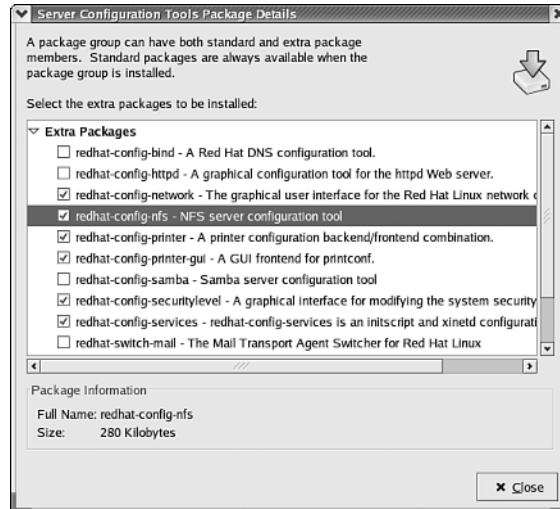 Server Configuration Tools Package Details
A package group can have both standard and extra package
members. Standard packages are always available when the
package group is installed.
Select the extra packages to be installed:
Extra Packages
redhat-config-bind - A Red Hat DNS configuration tool.
redhat-config-httpd - A graphical configuration tool for the httpd Web server.
redhat-config-network - The graphical user interface for the Red Hat Linux network
redhat-config-nfs - NFS server configuration tool
redhat-config-printer - A printer configuration backend/frontend combination.
redhat-config-printer-gui - A GUI frontend for printconf.
redhat-config-samba - Samba server configuration tool
redhat-config-securitylevel - A graphical interface for modifying the system security
redhat-config-services - redhat-config-services is an initscript and xinetd configurati
redhat-switch-mail - The Mail Transport Agent Switcher for Red Hat Linux
Package Information
Full Name: redhat-config-nfs
Size: 280 Kilobytes
Close